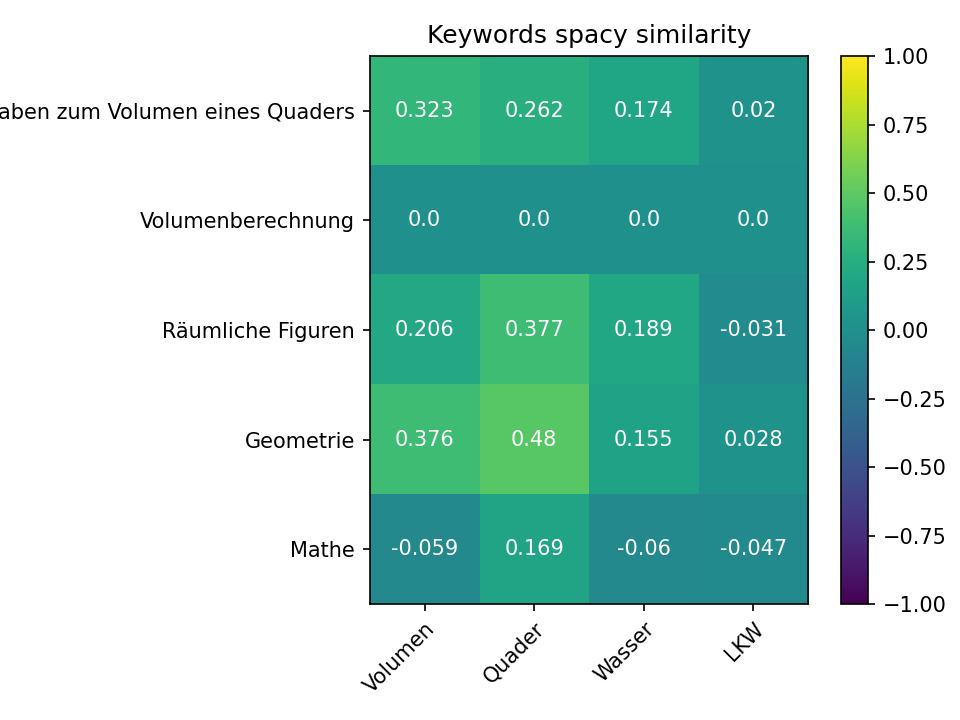 Keywords spacy similarity
aben zum Volumen eines Quaders
0.323 0.262 0.174 0.02
Volumenberechnung
0.0 0.0 0.0 0.0
Räumliche Figuren
0.206 0.377 0.189 -0.031
Geometrie
0.376 0.48 0.155 0.028
Mathe
-0.059 0.169 -0.06 -0.047
Volumen
Quader
Wasser
LKW
1.00
0.75
0.50
0.25
0.00
−0.25
−0.50
−0.75
−1.00